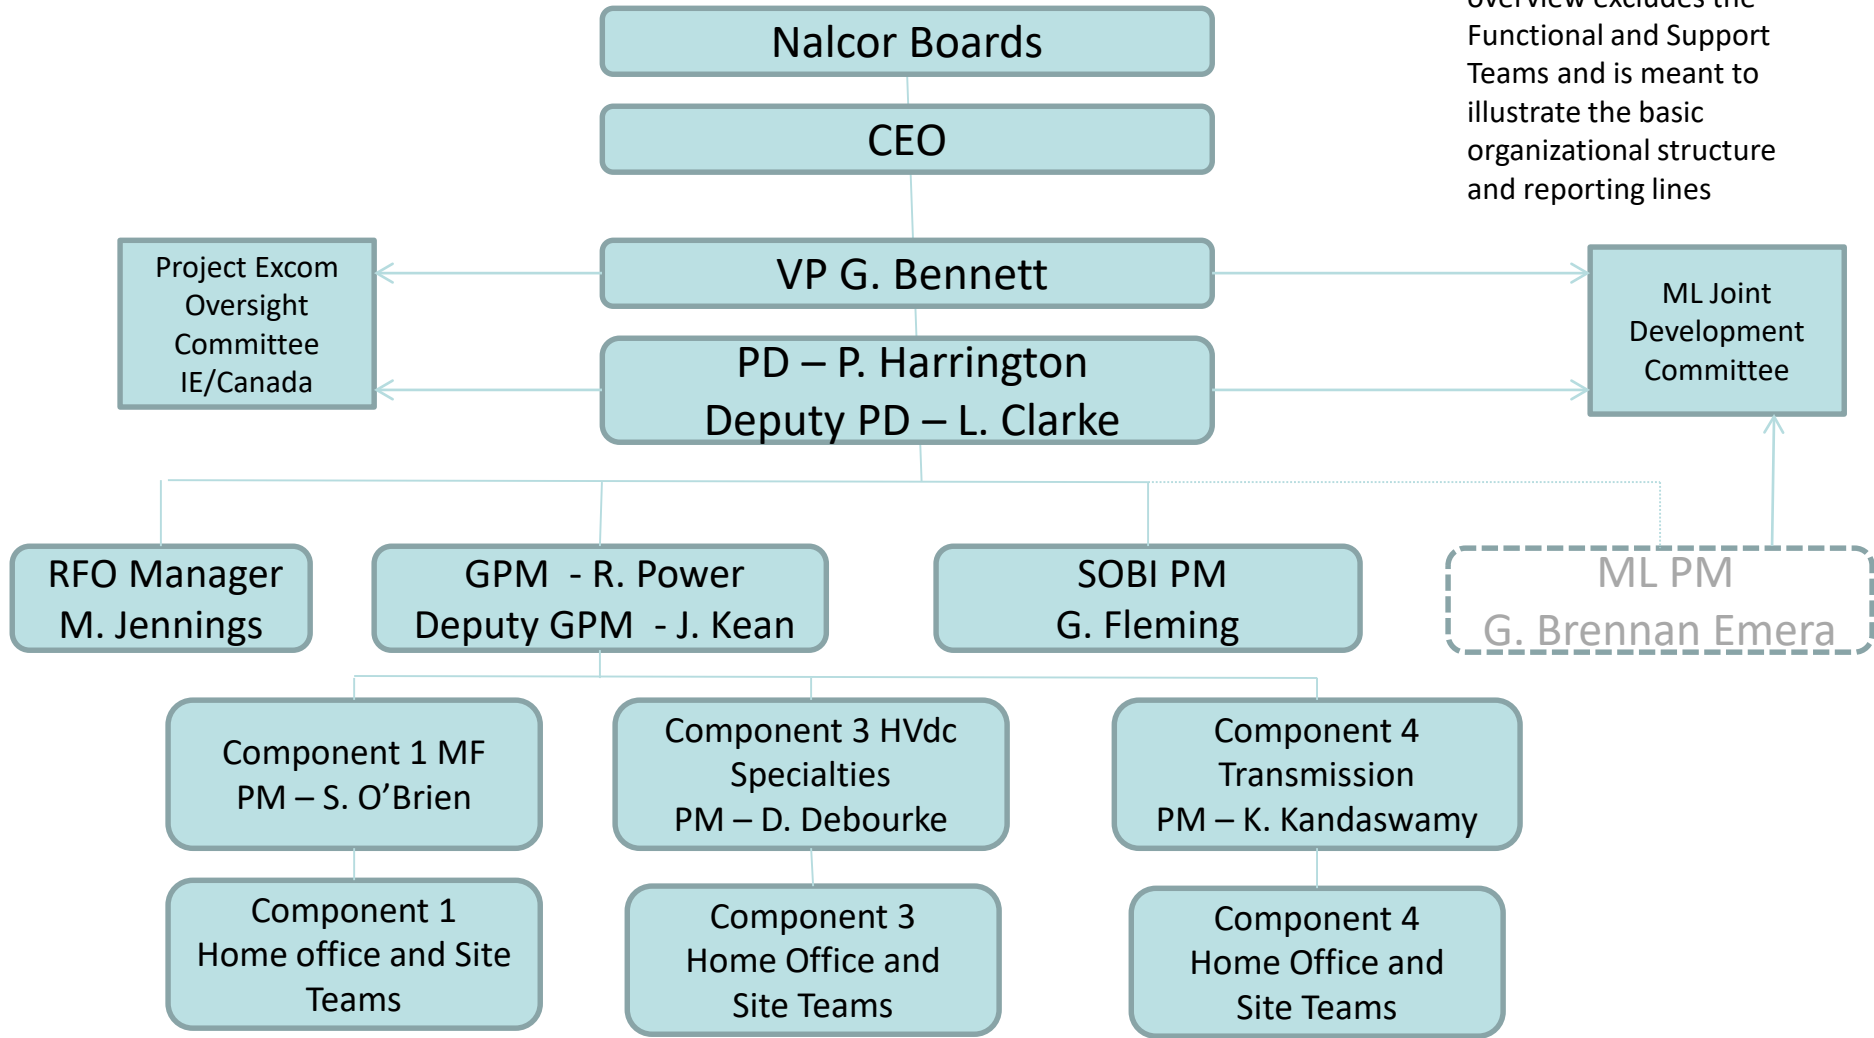 overview excludes the
Functional and Support
Teams and is meant to
illustrate the basic
organizational structure
and reporting lines
Nalcor Boards
CEO
VP G. Bennett
Project Excom
Oversight
Committee
IE/Canada
ML Joint
Development
Committee
PD – P. Harrington
Deputy PD – L. Clarke
RFO Manager
M. Jennings
GPM  - R. Power
Deputy GPM  - J. Kean
SOBI PM
G. Fleming
ML PM
G. Brennan Emera
Component 1 MF
PM – S. O’Brien
Component 3 HVdc
Specialties
PM – D. Debourke
Component 4
Transmission
PM – K. Kandaswamy
Component 1
Home office and Site
Teams
Component 3
Home Office and
Site Teams
Component 4
Home Office and
Site Teams